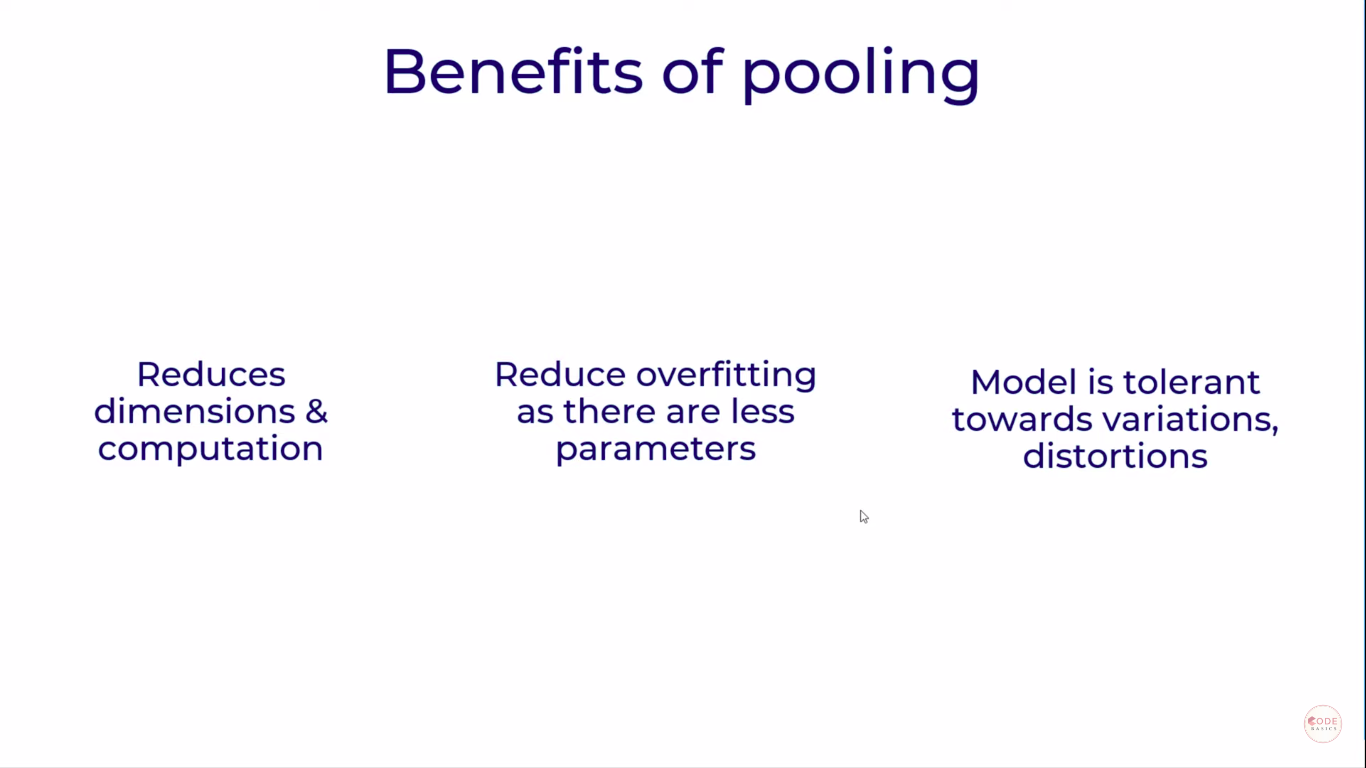 Benefits of pooling
Reduces
dimensions &
computation
Reduce overfitting
as there are less
parameters
Model is tolerant
towards variations,
distortions
CODE
BASICS